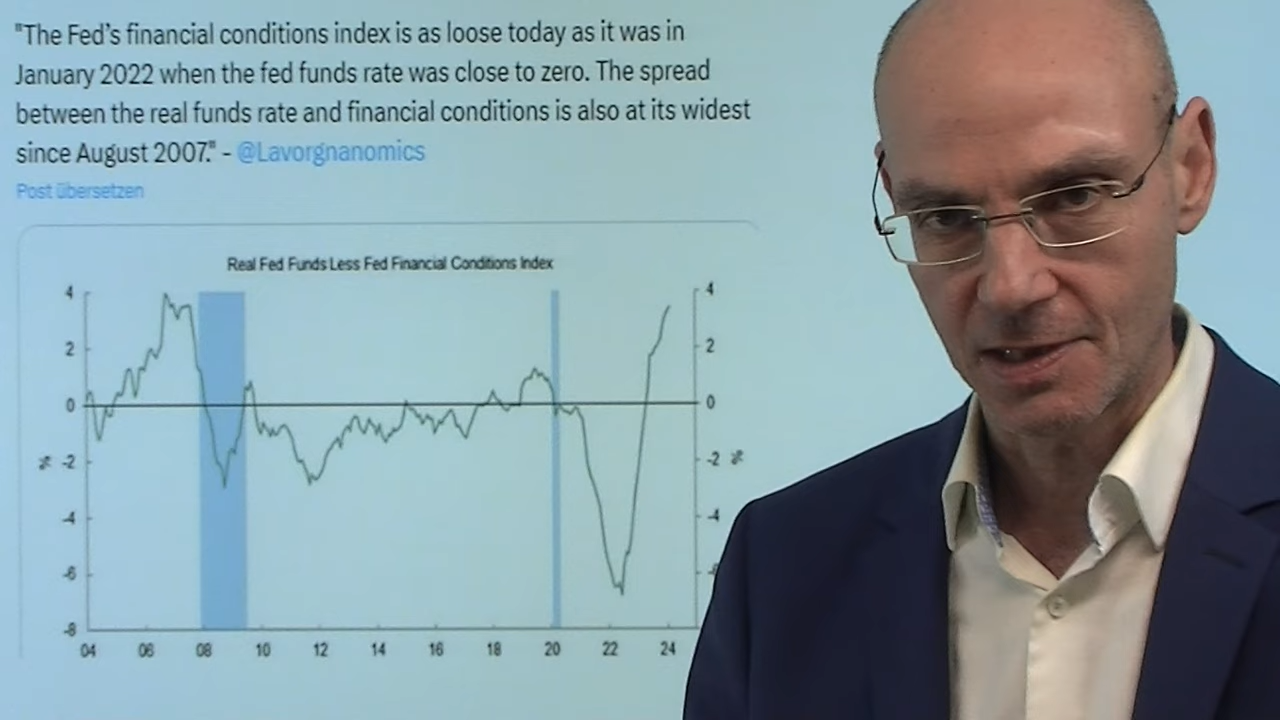 "The Fed's financial conditions index is as loose today as it was in
January 2022 when the fed funds rate was close to zero. The spread
between the real funds rate and financial conditions is also at its widest
since August 2007." - @Lavorgnanomics
Post übersetzen
Real Fed Funds Less Fed Financial Conditions Index
4 4
2 2
0 0
% -2 -2 %
-4 -4
-6
-8
04 06 08 10 12 14 16 18 20 22 24